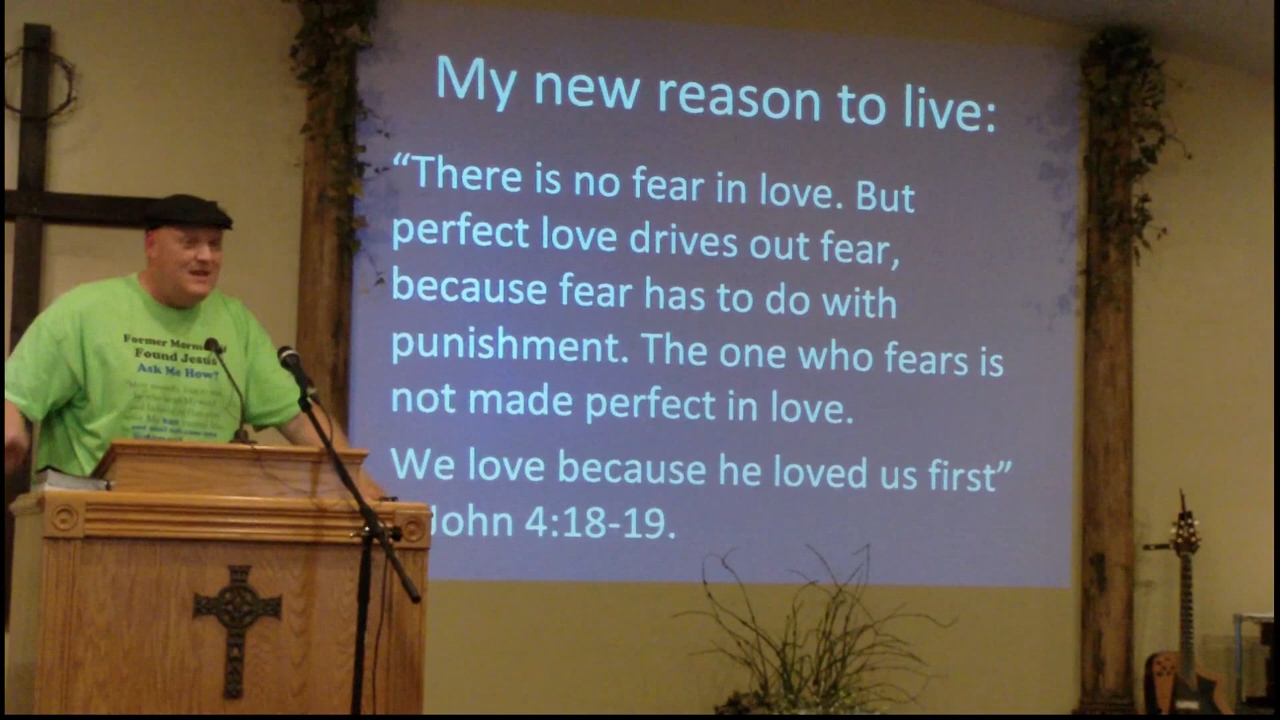 My new reason to live:
“There is no fear in love. But
perfect love drives out fear,
because fear has to do with
punishment. The one who fears is
not made perfect in love.
We love because he loved us first”
John 4:18-19.
Former
Found Jesus
Ask Me How?